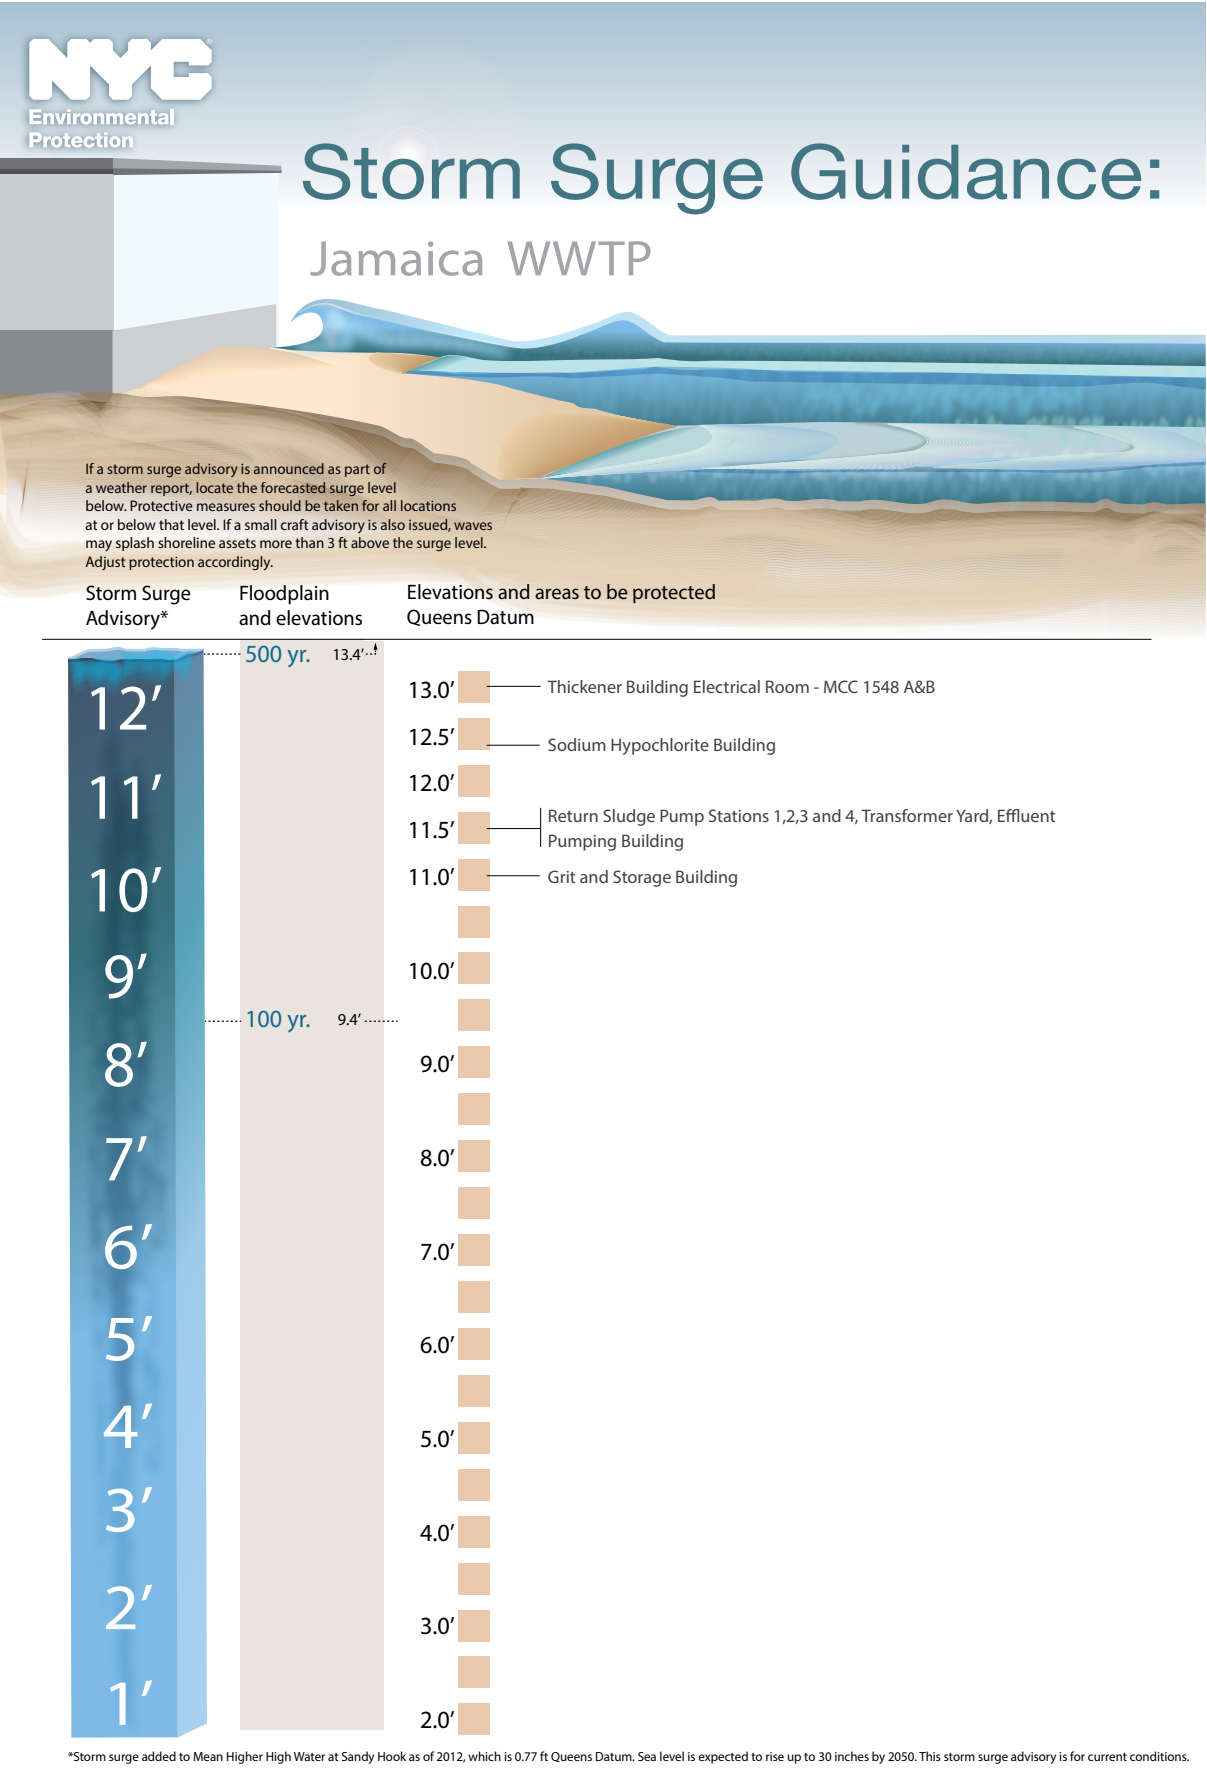 NYC
Environmental
Protection
Storm Surge Guidance:
Jamaica WWTP
If a storm surge advisory is announced as part of
a weather report, locate the forecasted surge level
below. Protective measures should be taken for all locations
at or below that level. If a small craft advisory is also issued, waves
may splash shoreline assets more than 3 ft above the surge level.
Adjust protection accordingly.
Storm Surge
Advisory*
Floodplain
and elevations
Elevations and areas to be protected
Queens Datum
12’
11’
10’
9’
8’
7’
6’
5’
4’
3’
2’
1’
500 yr. 13.4’
100 yr. 9.4’
13.0’ Thickener Building Electrical Room - MCC 1548 A&B
12.5’ Sodium Hypochlorite Building
12.0’
11.5’ Return Sludge Pump Stations 1,2,3 and 4, Transformer Yard, Effluent
Pumping Building
11.0’ Grit and Storage Building
10.0’
9.0’
8.0’
7.0’
6.0’
5.0’
4.0’
3.0’
2.0’
*Storm surge added to Mean Higher High Water at Sandy Hook as of 2012, which is 0.77 ft Queens Datum. Sea level is expected to rise up to 30 inches by 2050. This storm surge advisory is for current conditions.